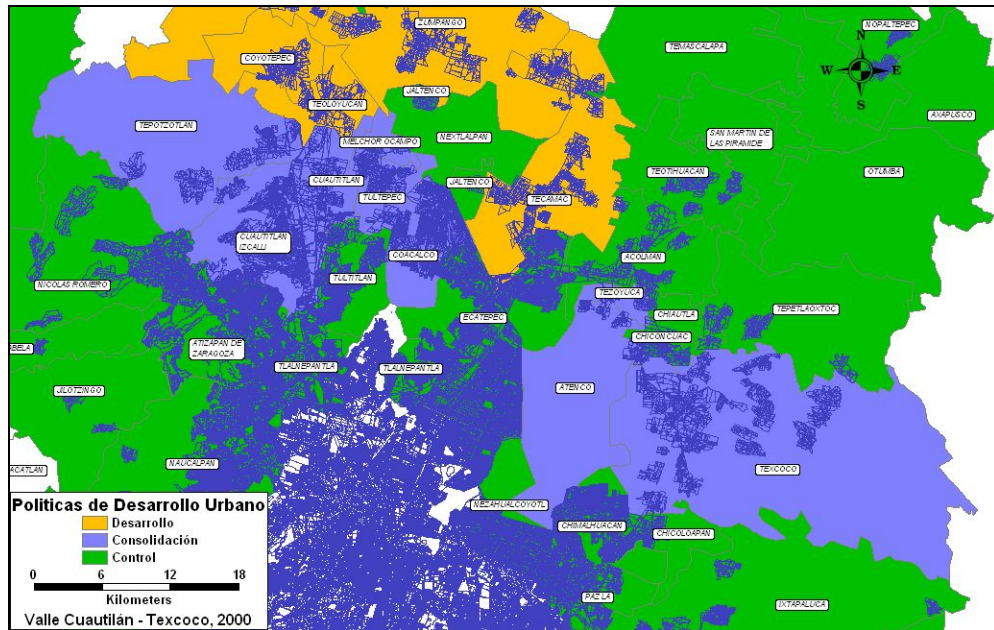 ZUMPANGO
NOPALTEPEC
N
W
E
S
TEMASCALAPA
COYOTEPEC
JALTENCO
TEOLOYUCAN
AXAPUSCO
TEPOTZOTLAN
MELCHOR OCAMPO
NEXTLALPAN
SAN MARTIN DE
LAS PIRAMIDE
TEOTIHUACAN
OTUMBA
CUAUTITLAN
JALTENCO
TULTEPEC
TECAMAC
CUAUTITLAN
IZCALLI
COACALCO
ACOLMAN
TULTITLAN
NICOLAS ROMERO
TEZOYUCA
CHIAUTLA
TEPETLAOXTOC
ECATEPEC
CHICONCUAC
ABELA
ATIZAPAN DE
ZARAGOZA
TLALNEPANTLA
TLALNEPANTLA
ATENCO
JILOTZINGO
NAUCALPAN
TEXCOCO
ACATLAN
NEZAHUALCOYOTL
CHIMALHUACAN
CHICOLOAPAN
PAZ LA
IXTAPALUCA
Politicas de Desarrollo Urbano
Desarrollo
Consolidación
Control
0 6 12 18
Kilometers
Valle Cuautilán - Texcoco, 2000